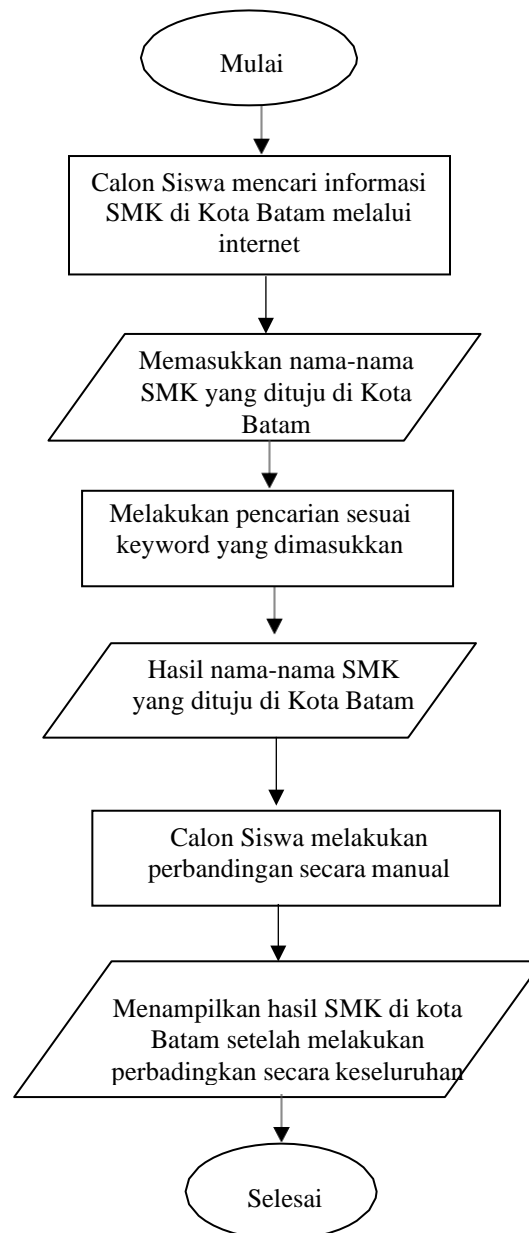 Mulai
Calon Siswa mencari informasi
SMK di Kota Batam melalui
internet
Memasukkan nama-nama
SMK yang dituju di Kota
Batam
Melakukan pencarian sesuai
keyword yang dimasukkan
Hasil nama-nama SMK
yang dituju di Kota Batam
Calon Siswa melakukan
perbandingan secara manual
Menampilkan hasil SMK di kota
Batam setelah melakukan
perbadingkan secara keseluruhan
Selesai